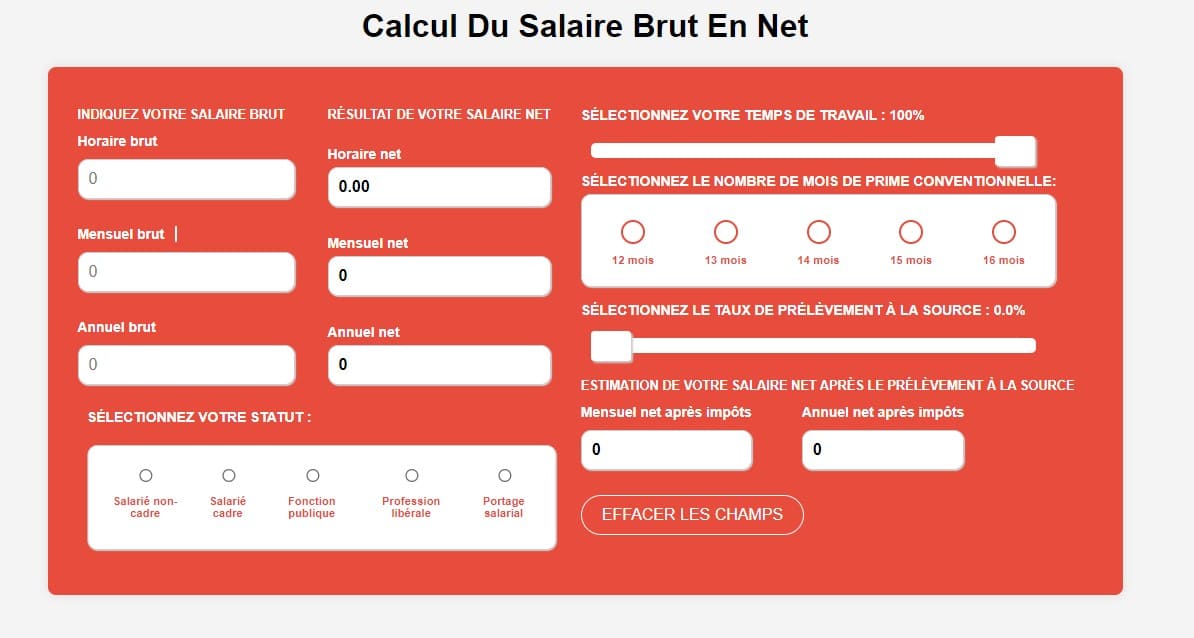 Calcul Du Salaire Brut En Net
INDIQUEZ VOTRE SALAIRE BRUT
Horaire brut
0
Mensuel brut
0
Annuel brut
0
RÉSULTAT DE VOTRE SALAIRE NET
Horaire net
0.00
Mensuel net
0
Annuel net
0
SÉLECTIONNEZ VOTRE STATUT :
Salarié non-
cadre
Salarié
cadre
Fonction
publique
Profession
libérale
Portage
salarial
SÉLECTIONNEZ VOTRE TEMPS DE TRAVAIL : 100%
SÉLECTIONNEZ LE NOMBRE DE MOIS DE PRIME CONVENTIONNELLE:
12 mois
13 mois
14 mois
15 mois
16 mois
SÉLECTIONNEZ LE TAUX DE PRÉLÈVEMENT À LA SOURCE : 0.0%
ESTIMATION DE VOTRE SALAIRE NET APRÈS LE PRÉLÈVEMENT À LA SOURCE
Mensuel net après impôts
0
Annuel net après impôts
0
EFFACER LES CHAMPS